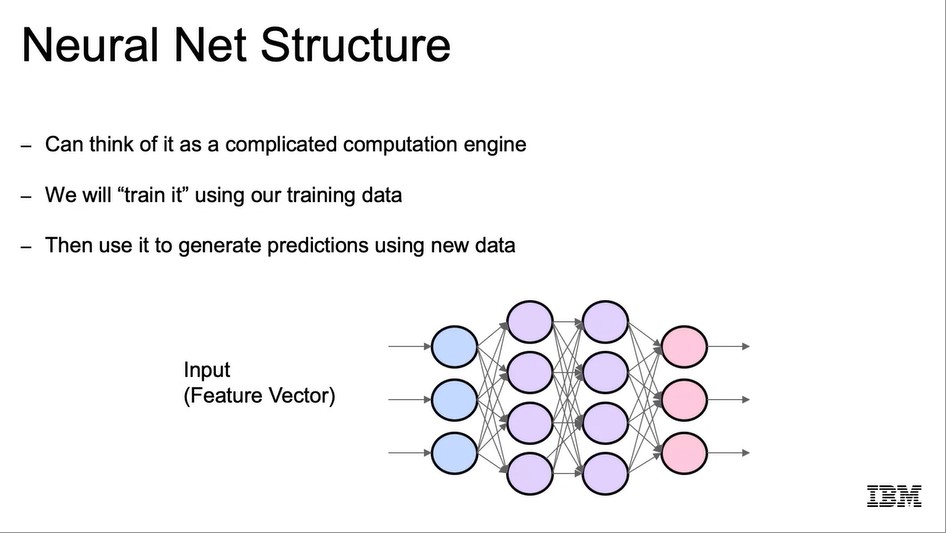 Neural Net Structure
– Can think of it as a complicated computation engine
– We will “train it” using our training data
– Then use it to generate predictions using new data
Input
(Feature Vector)
IBM